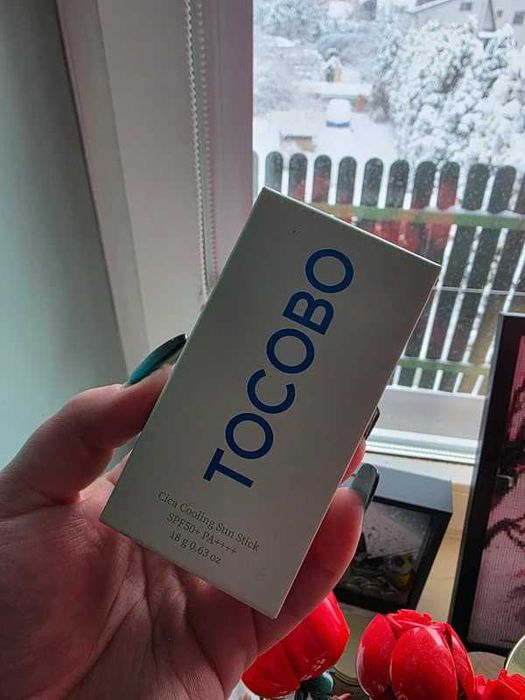 TOCOBO
Cica Cooling Sun Stick
SPF50+ PA++++
18 g 0.63 oz